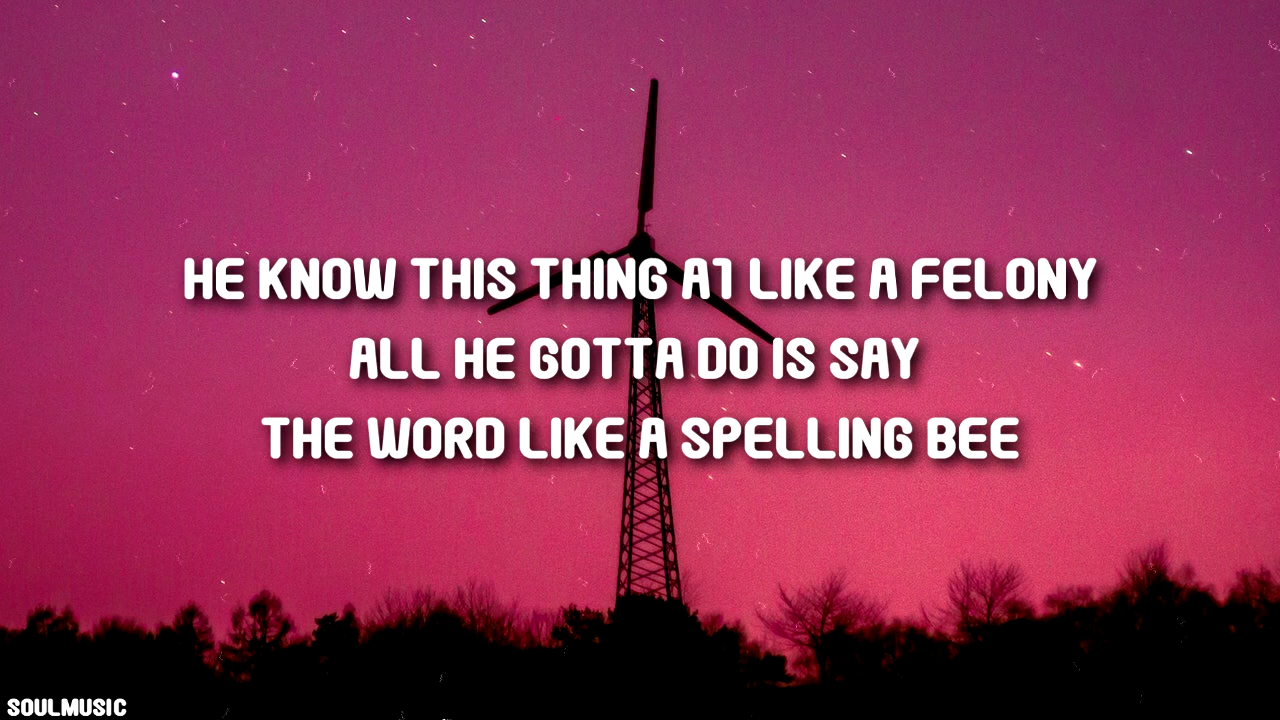 HE KNOW THIS THING A1 LIKE A FELONY
ALL HE GOTTA DO IS SAY
THE WORD LIKE A SPELLING BEE
SOULMUSIC